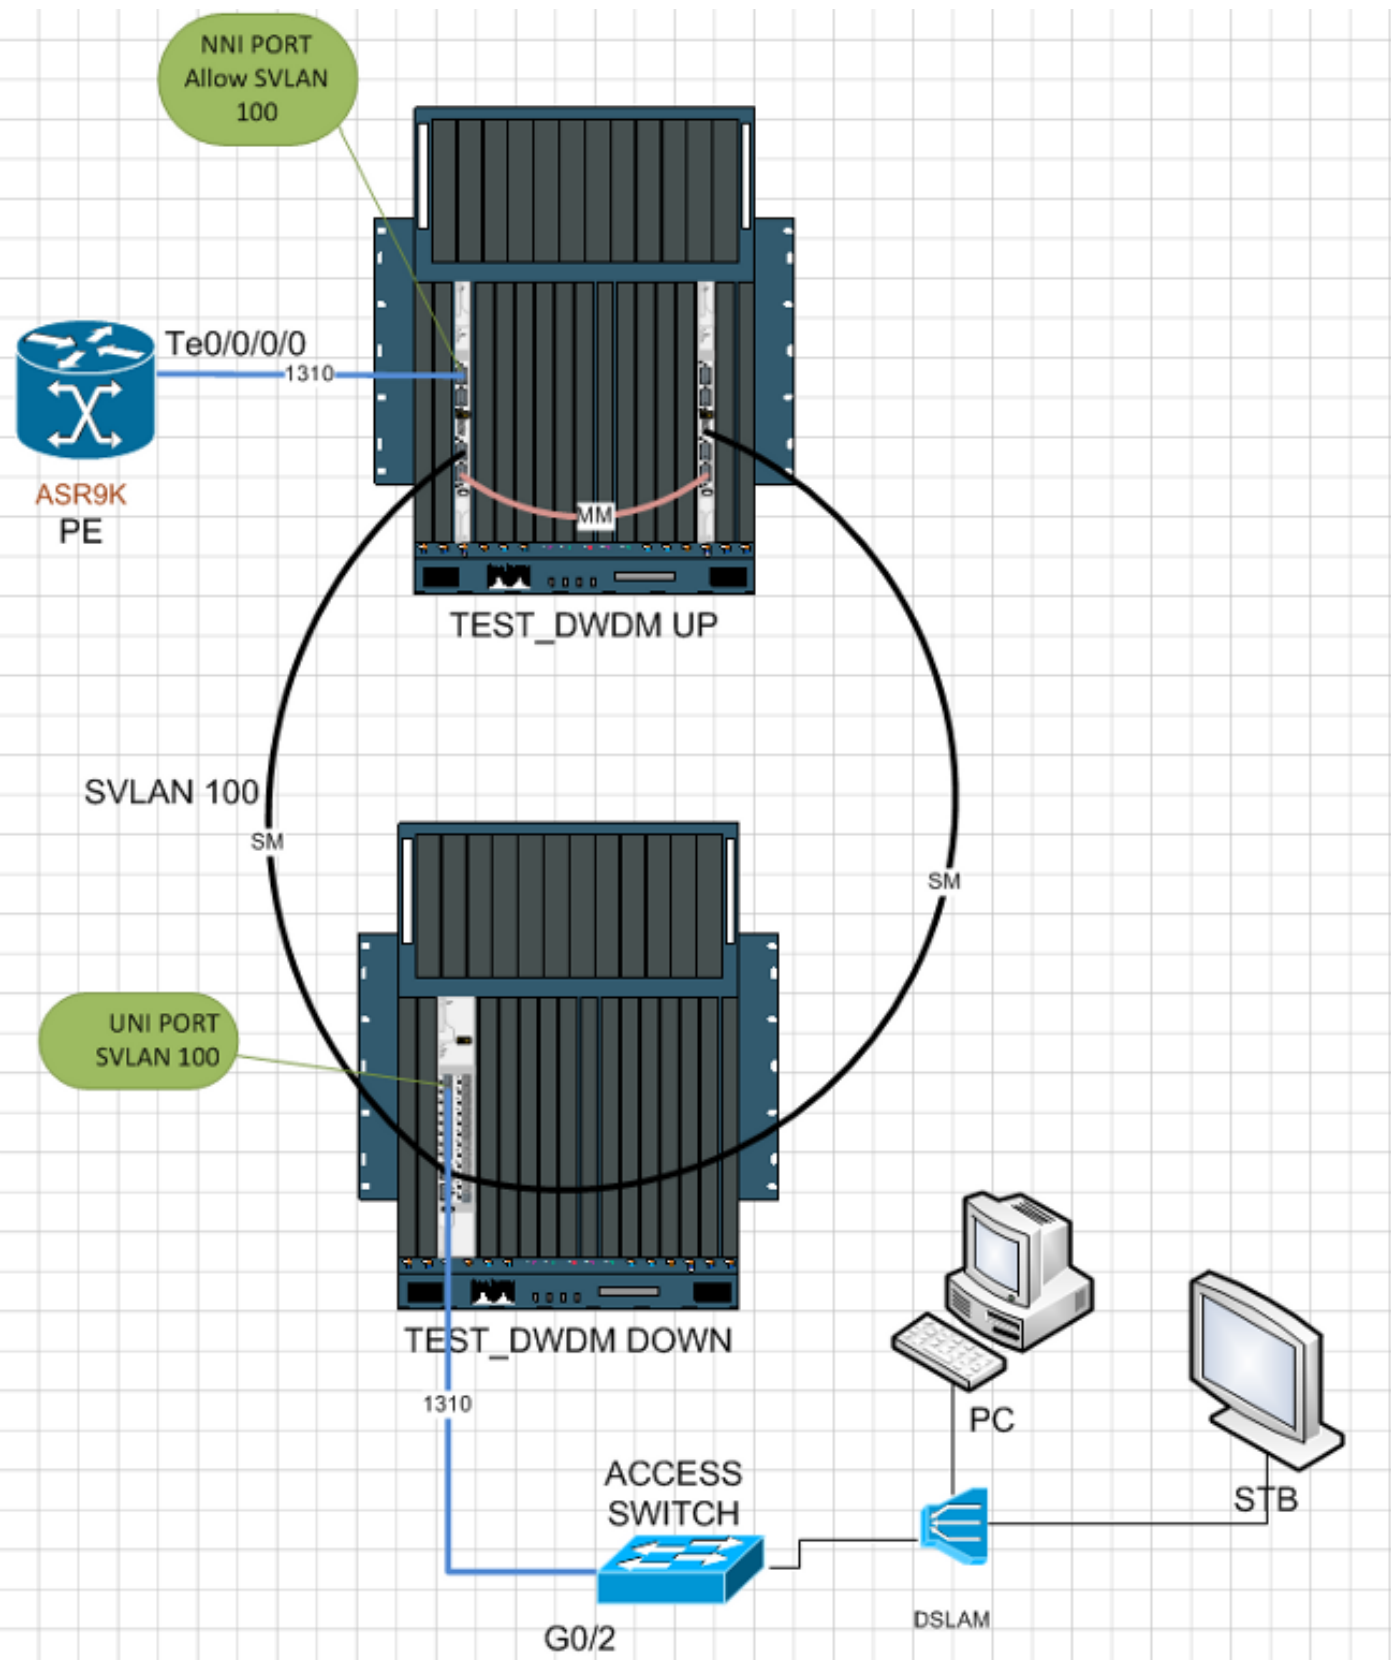 NNI PORT
Allow SVLAN
100
Te0/0/0/0
1310
ASR9K
PE
MM
TEST_DWDM UP
SVLAN 100
SM
SM
UNI PORT
SVLAN 100
TEST_DWDM DOWN
1310
PC
ACCESS
SWITCH
STB
DSLAM
G0/2